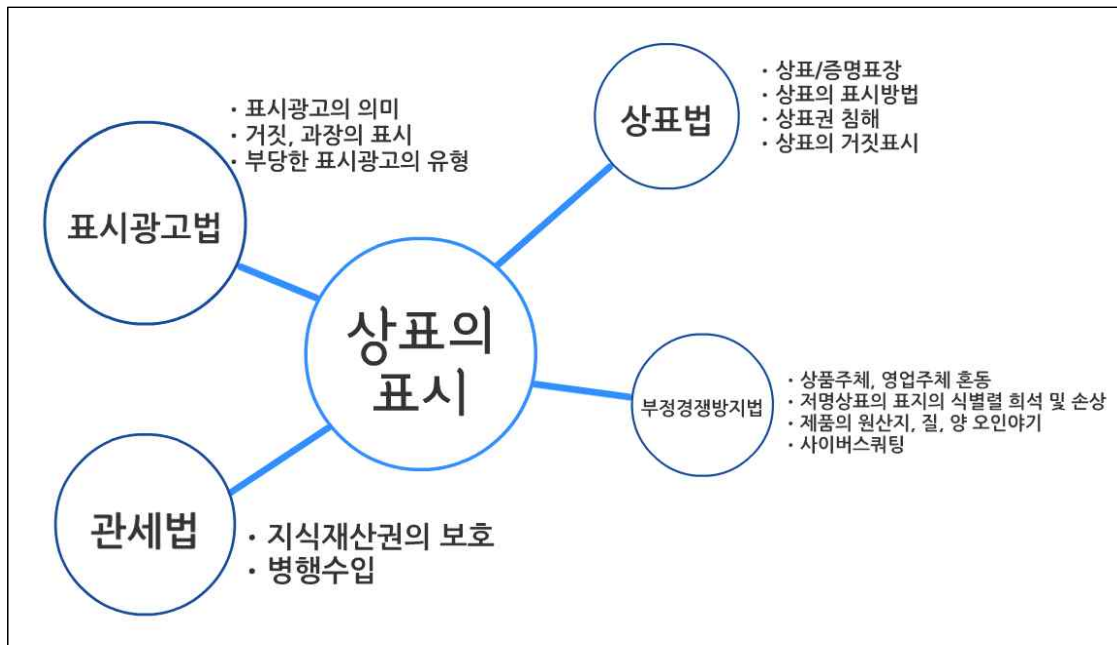 표시광고법
· 표시광고의 의미
· 거짓, 과장의 표시
· 부당한 표시광고의 유형
상표법
· 상표/증명표장
· 상표의 표시방법
· 상표권 침해
· 상표의 거짓표시
상표의
표시
부정경쟁방지법
· 상품주체, 영업주체 혼동
· 저명상표의 표지의 식별렬 희석 및 손상
· 제품의 원산지, 질, 양 오인야기
· 사이버스쿼팅
관세법
· 지식재산권의 보호
· 병행수입